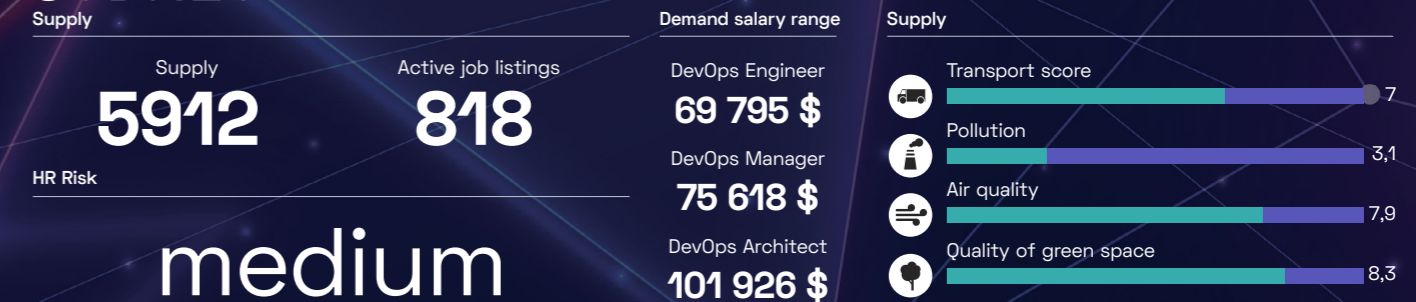 Supply
Supply
5912
Active job listings
818
HR Risk
medium
Demand salary range
DevOps Engineer
69 795 $
DevOps Manager
75 618 $
DevOps Architect
101 926 $
Supply
Transport score
7
Pollution
3,1
Air quality
7,9
Quality of green space
8,3